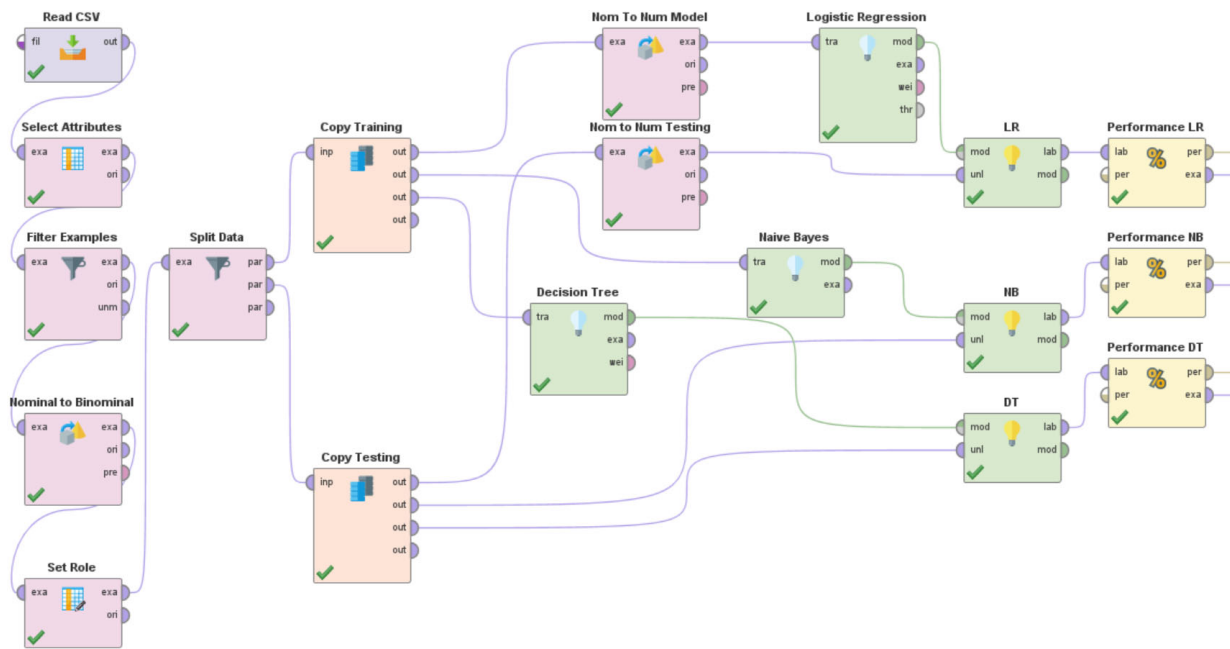 Read CSV
fil out
Select Attributes
exa exa
ori
Filter Examples
exa exa
ori
unm
Nominal to Binominal
exa exa
ori
pre
Set Role
exa exa
ori
Split Data
exa par
par
par
Copy Training
inp out
out
out
out
Copy Testing
inp out
out
out
out
Nom To Num Model
exa exa
ori
pre
Nom to Num Testing
exa exa
ori
pre
Decision Tree
tra mod
exa
wei
Logistic Regression
tra mod
exa
wei
thr
Naive Bayes
tra mod
exa
LR
mod lab
unl mod
NB
mod lab
unl mod
DT
mod lab
unl mod
Performance LR
lab % per
per exa
Performance NB
lab % per
per exa
Performance DT
lab % per
per exa